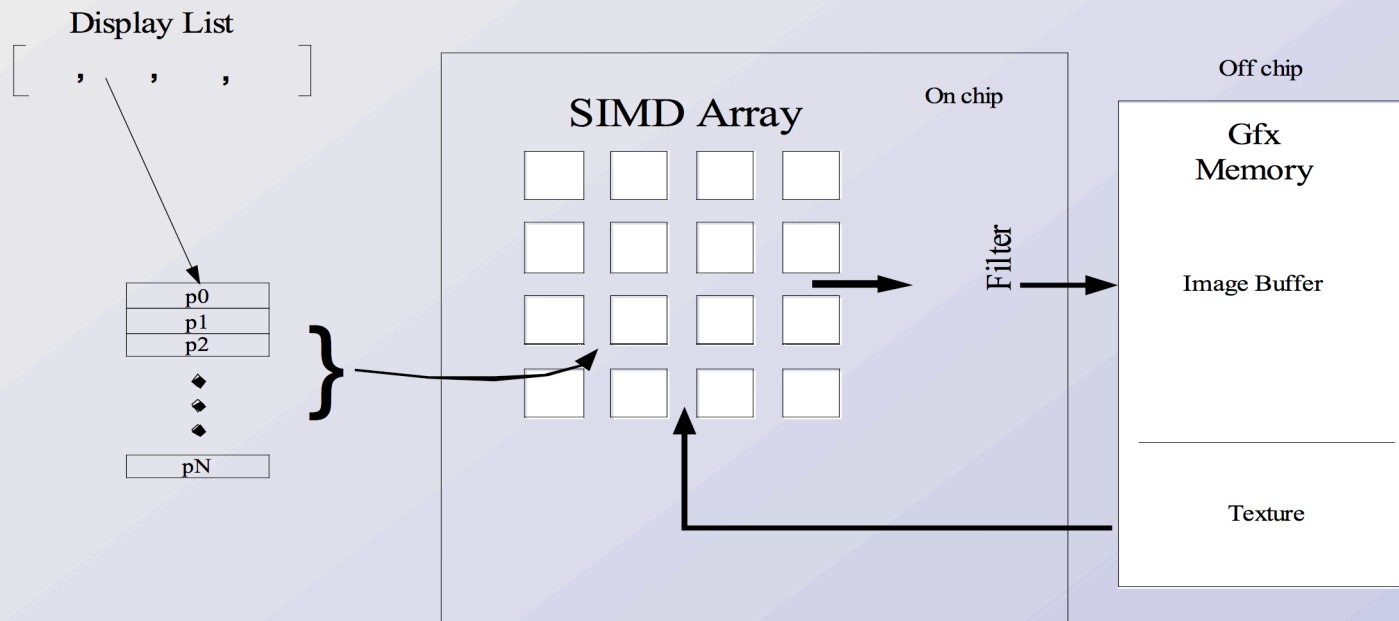 Display List
[ , , , ]
p0
p1
p2
}
pN
SIMD Array
On chip
Filter
Off chip
Gfx
Memory
Image Buffer
Texture